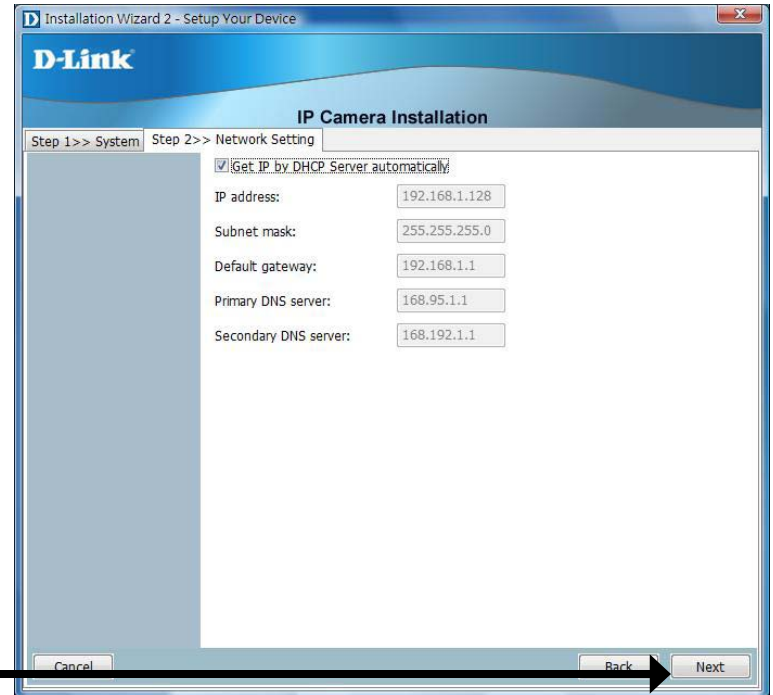 Installation Wizard 2 - Setup Your Device
D-Link
IP Camera Installation
Step 1>> System Step 2>> Network Setting
Get IP by DHCP Server automatically
IP address: 192.168.1.128
Subnet mask: 255.255.255.0
Default gateway: 192.168.1.1
Primary DNS server: 168.95.1.1
Secondary DNS server: 168.192.1.1
Cancel Back Next